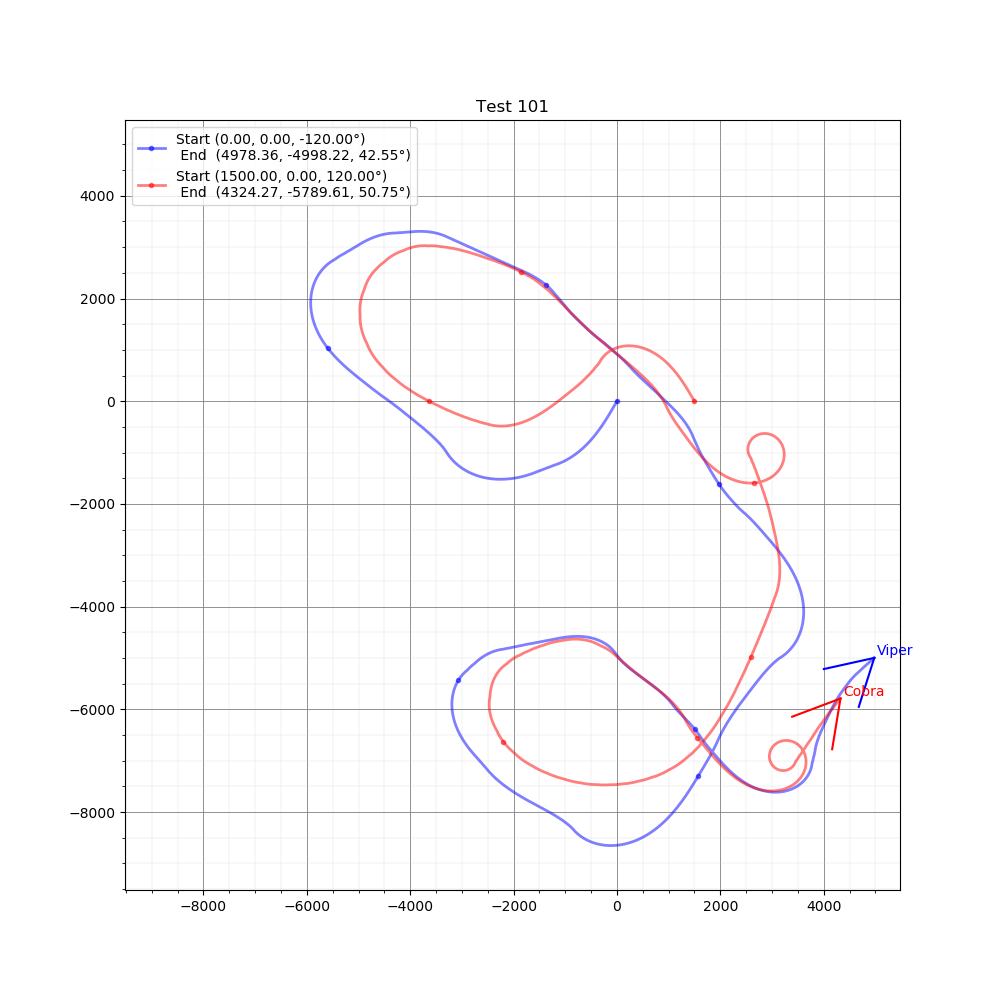 Test 101
Start (0.00, 0.00, -120.00°)
End  (4978.36, -4998.22, 42.55°)
Start (1500.00, 0.00, 120.00°)
End  (4324.27, -5789.61, 50.75°)
4000
2000
0
−2000
−4000
−6000
−8000
Viper
Cobra
−8000 −6000 −4000 −2000 0 2000 4000